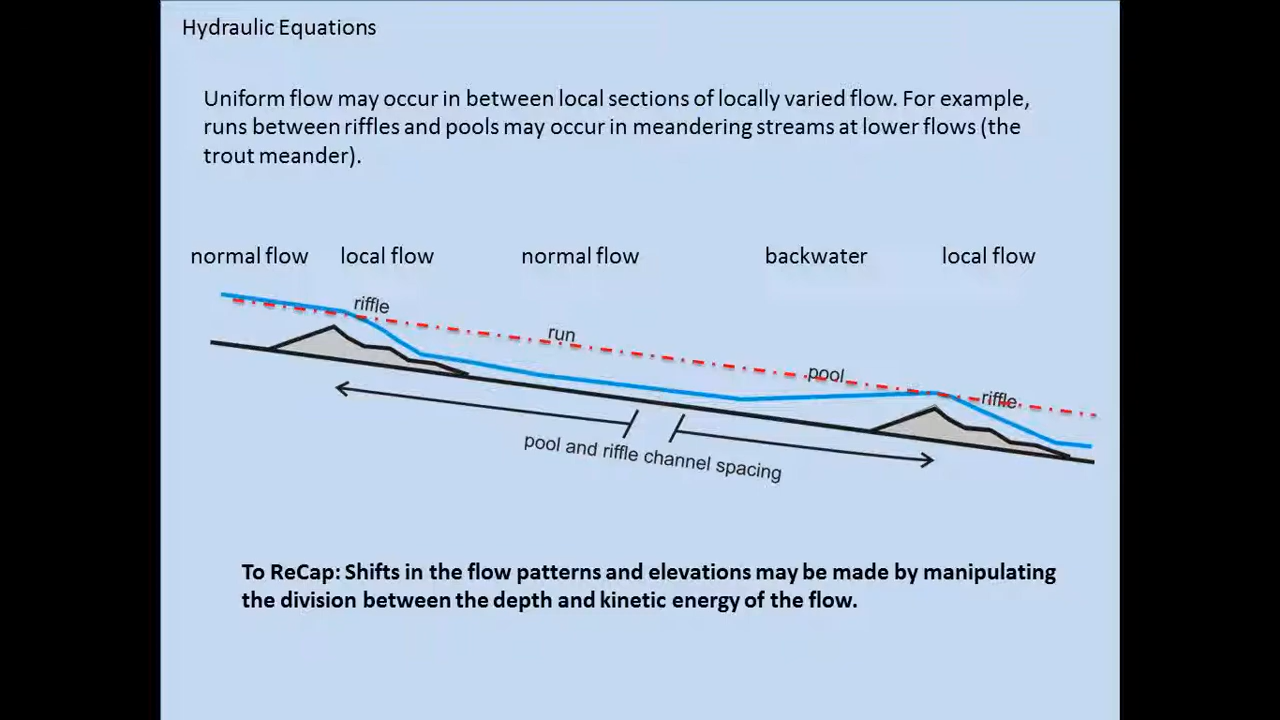 Hydraulic Equations
Uniform flow may occur in between local sections of locally varied flow. For example,
runs between riffles and pools may occur in meandering streams at lower flows (the
trout meander).
normal flow local flow normal flow backwater local flow
riffle
run
pool
riffle
pool and riffle channel spacing
To ReCap: Shifts in the flow patterns and elevations may be made by manipulating
the division between the depth and kinetic energy of the flow.